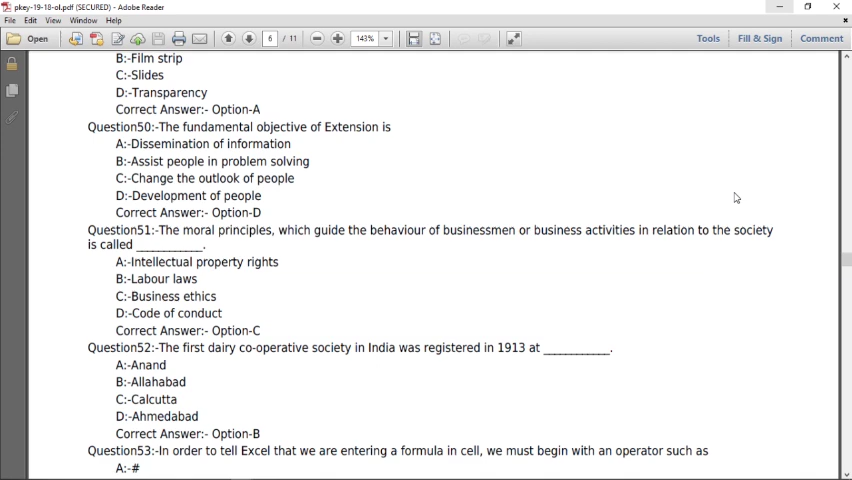 pkey-19-18-ol.pdf (SECURED) - Adobe Reader
File Edit View Window Help
Open 6 / 11 143% Tools Fill & Sign Comment
B:-Film strip
C:-Slides
D:-Transparency
Correct Answer:- Option-A
Question50:-The fundamental objective of Extension is
A:-Dissemination of information
B:-Assist people in problem solving
C:-Change the outlook of people
D:-Development of people
Correct Answer:- Option-D
Question51:-The moral principles, which guide the behaviour of businessmen or business activities in relation to the society
is called ____________.
A:-Intellectual property rights
B:-Labour laws
C:-Business ethics
D:-Code of conduct
Correct Answer:- Option-C
Question52:-The first dairy co-operative society in India was registered in 1913 at ____________.
A:-Anand
B:-Allahabad
C:-Calcutta
D:-Ahmedabad
Correct Answer:- Option-B
Question53:-In order to tell Excel that we are entering a formula in cell, we must begin with an operator such as
A:-#